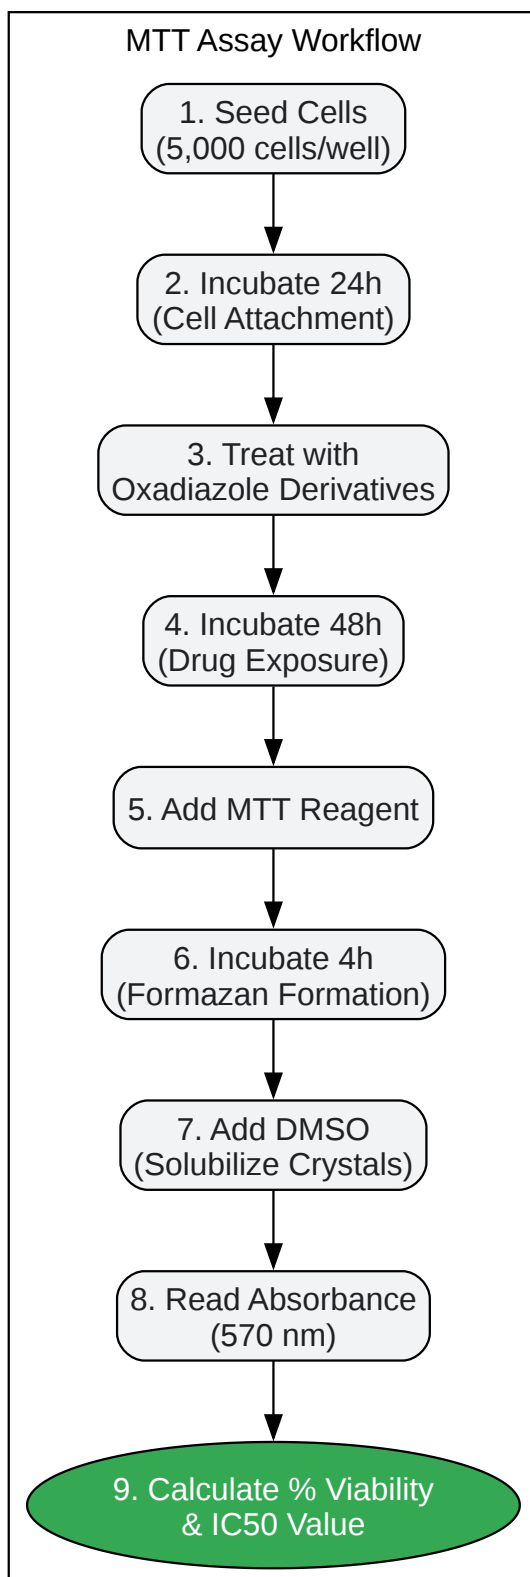 MTT Assay Workflow
1. Seed Cells
(5,000 cells/well)
2. Incubate 24h
(Cell Attachment)
3. Treat with
Oxadiazole Derivatives
4. Incubate 48h
(Drug Exposure)
5. Add MTT Reagent
6. Incubate 4h
(Formazan Formation)
7. Add DMSO
(Solubilize Crystals)
8. Read Absorbance
(570 nm)
9. Calculate % Viability
& IC50 Value